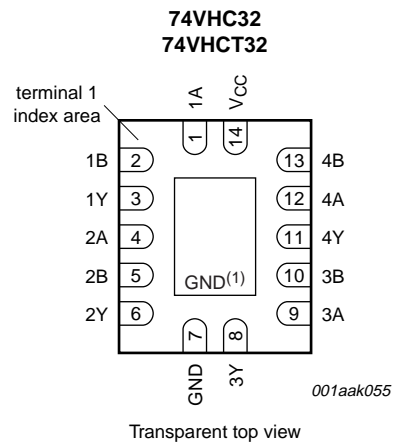 74VHC32
74VHCT32
terminal 1
index area
1A
VCC
1
14
1B 2
13 4B
1Y 3
12 4A
2A 4
11 4Y
2B 5
10 3B
GND(1)
2Y 6
9 3A
7
8
GND
3Y
001aak055
Transparent top view